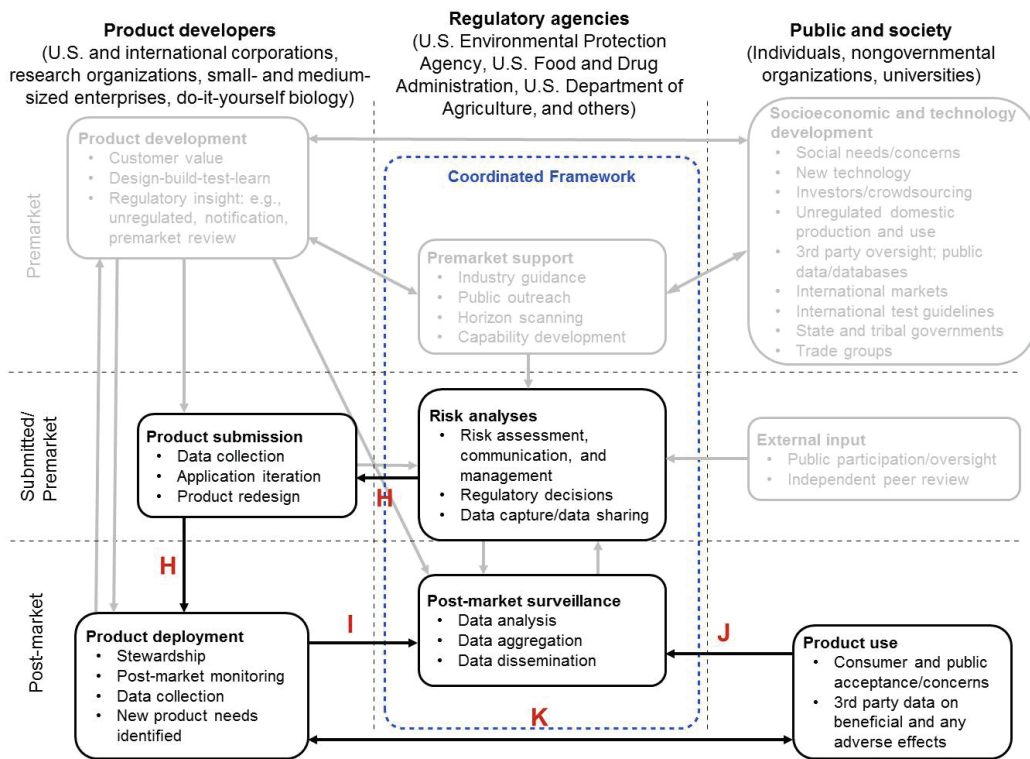 Product developers
(U.S. and international corporations,
research organizations, small- and medium-
sized enterprises, do-it-yourself biology)
Regulatory agencies
(U.S. Environmental Protection
Agency, U.S. Food and Drug
Administration, U.S. Department of
Agriculture, and others)
Public and society
(Individuals, nongovernmental
organizations, universities)
Premarket
Product development
• Customer value
• Design-build-test-learn
• Regulatory insight: e.g.,
unregulated, notification,
premarket review
Coordinated Framework
Premarket support
• Industry guidance
• Public outreach
• Horizon scanning
• Capability development
Socioeconomic and technology
development
• Social needs/concerns
• New technology
• Investors/crowdsourcing
• Unregulated domestic
production and use
• 3rd party oversight; public
data/databases
• International markets
• International test guidelines
• State and tribal governments
• Trade groups
Submitted/
Premarket
Product submission
• Data collection
• Application iteration
• Product redesign
H
Risk analyses
• Risk assessment,
communication, and
management
• Regulatory decisions
• Data capture/data sharing
External input
• Public participation/oversight
• Independent peer review
H
Post-market
Product deployment
• Stewardship
• Post-market monitoring
• Data collection
• New product needs
identified
I
Post-market surveillance
• Data analysis
• Data aggregation
• Data dissemination
J
Product use
• Consumer and public
acceptance/concerns
• 3rd party data on
beneficial and any
adverse effects
K